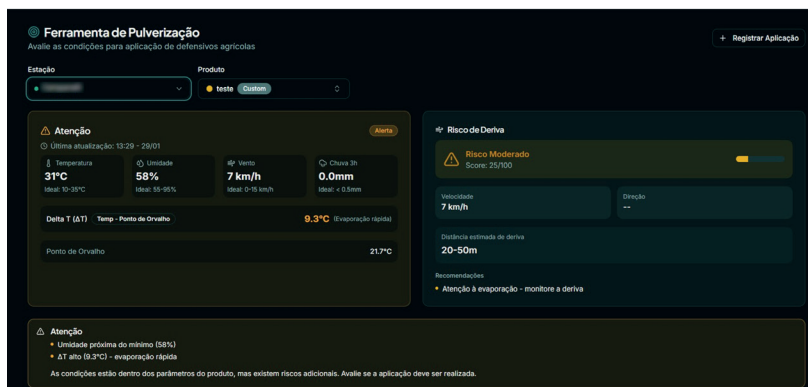 Ferramenta de Pulverização
Avalie as condições para aplicação de defensivos agrícolas
+ Registrar Aplicação
Estação
Produto
teste Custom
Atenção
Alerta
Última atualização: 13:29 - 29/01
Temperatura
31°C
Ideal: 10-35°C
Umidade
58%
Ideal: 55-95%
Vento
7 km/h
Ideal: 0-15 km/h
Chuva 3h
0.0mm
Ideal: < 0.5mm
Delta T (ΔT) Temp - Ponto de Orvalho 9.3°C (Evaporação rápida)
Ponto de Orvalho 21.7°C
Risco de Deriva
Risco Moderado
Score: 25/100
Velocidade
7 km/h
Direção
--
Distância estimada de deriva
20-50m
Recomendações
• Atenção à evaporação - monitore a deriva
Atenção
• Umidade próxima do mínimo (58%)
• ΔT alto (9.3°C) - evaporação rápida
As condições estão dentro dos parâmetros do produto, mas existem riscos adicionais. Avalie se a aplicação deve ser realizada.